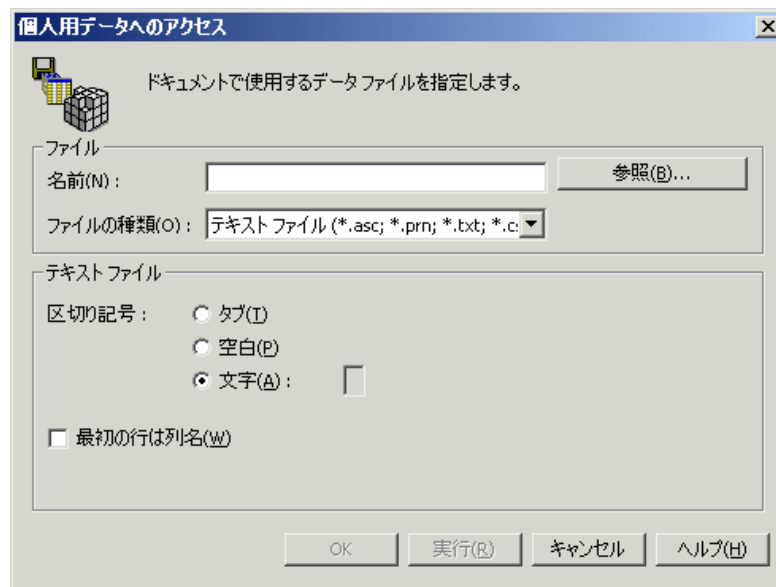 個人用データへのアクセス
ドキュメントで使用するデータファイルを指定します。
ファイル
名前(N)：
参照(B)...
ファイルの種類(O)：
テキスト ファイル (*.asc; *.prn; *.txt; *.c
テキスト ファイル
区切り記号：
タブ(T)
空白(P)
文字(A)：
最初の行は列名(W)
OK
実行(R)
キャンセル
ヘルプ(H)